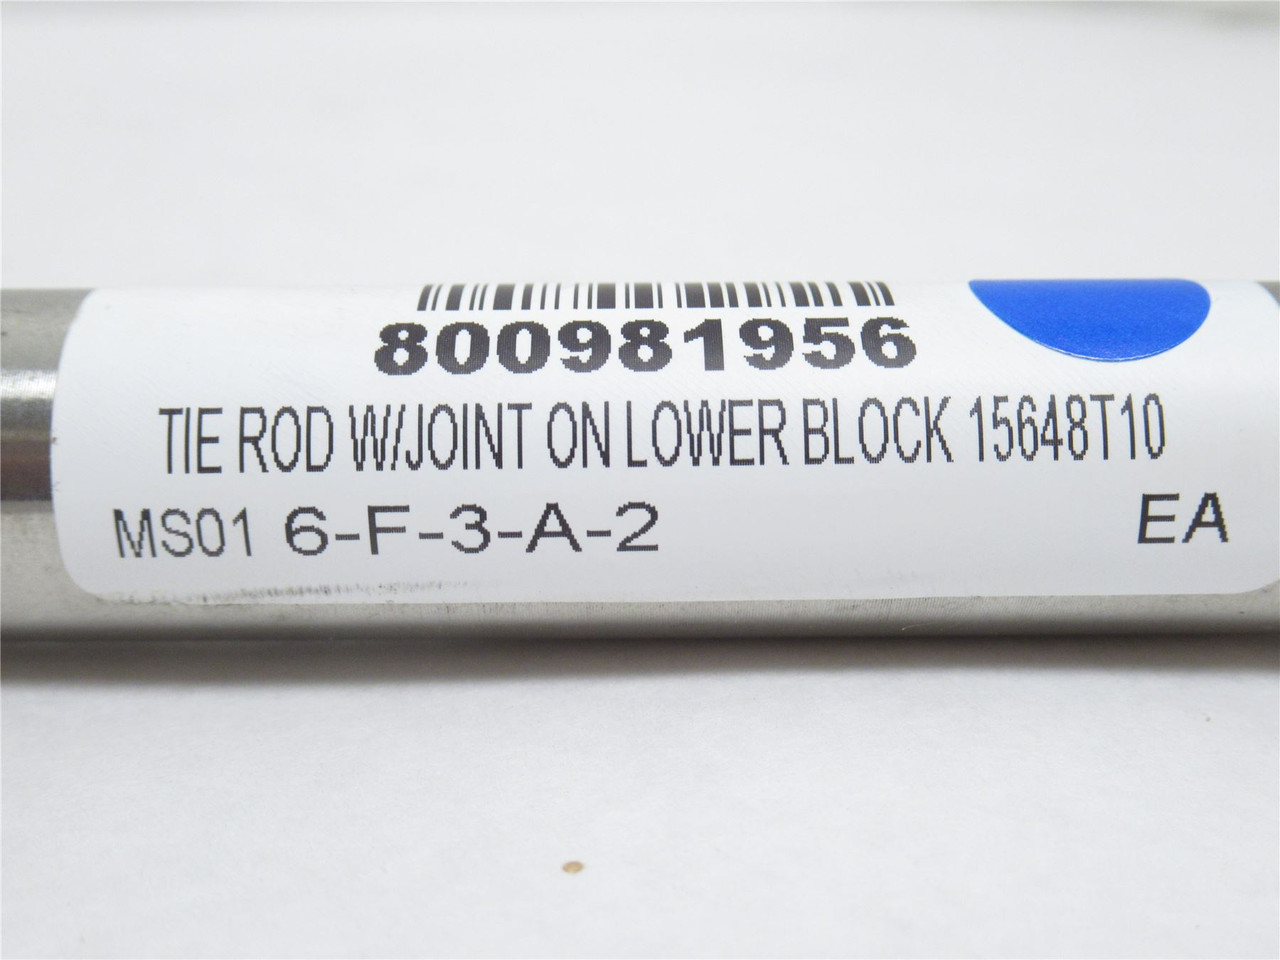 800981956
TIE ROD W/JOINT ON LOWER BLOCK 15648T10
MS01 6-F-3-A-2 EA